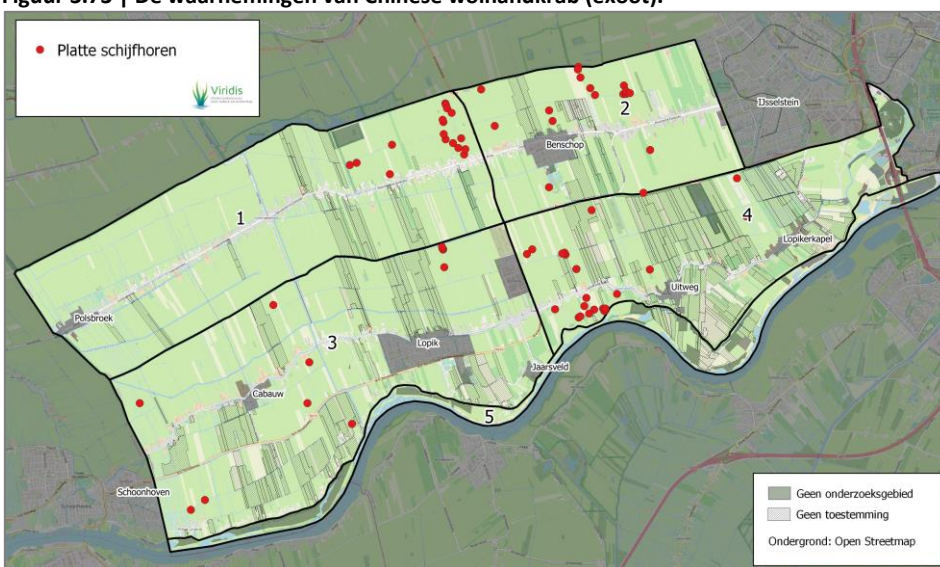 Figuur 3.73 | De waarnemingen van Chinese wolhandkrab (exoot).
Platte schijfhoren
Viridis
IJsselstein
2
Benschop
1
4
Lopikerkapel
Uitweg
Polsbroek
3
Lopik
Jaarsveld
Cabauw
5
Schoonhoven
Geen onderzoeksgebied
Geen toestemming
Ondergrond: Open Streetmap